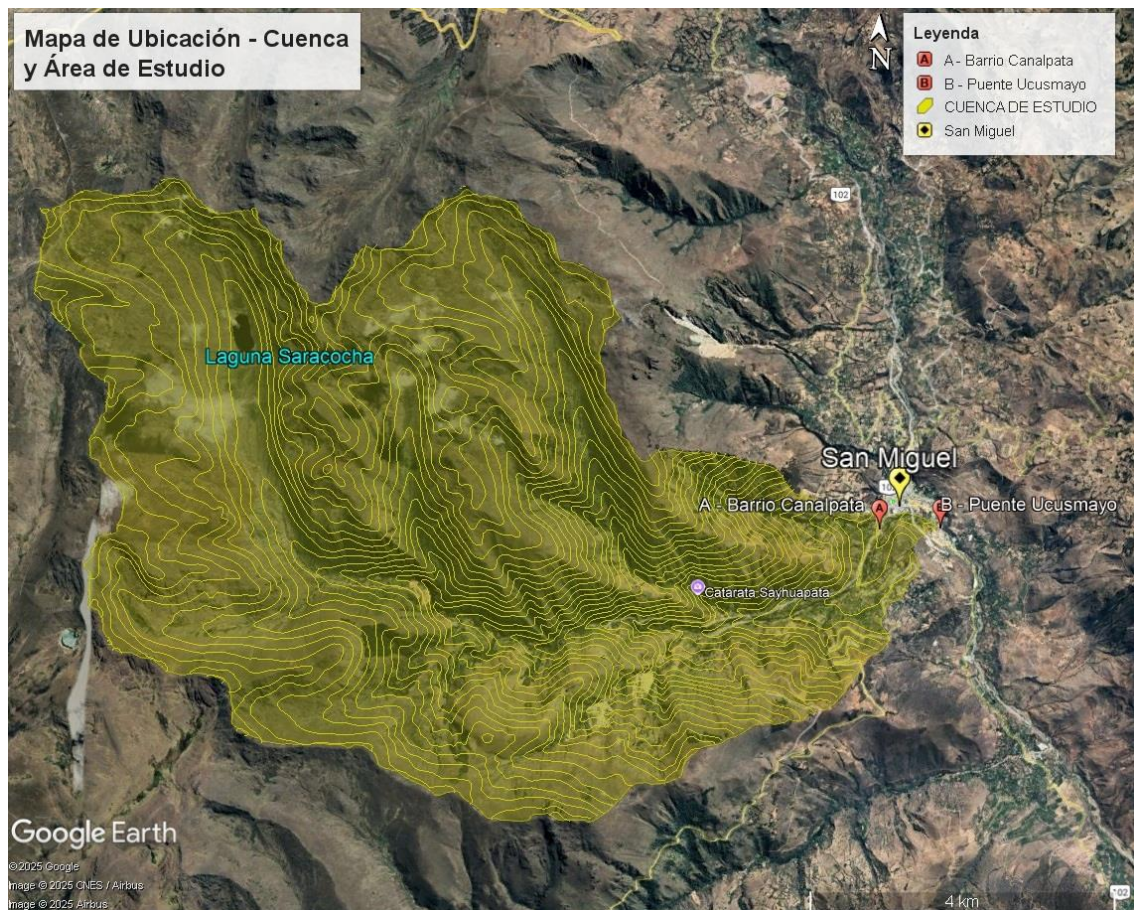 Mapa de Ubicación - Cuenca
y Área de Estudio
N
Leyenda
A A - Barrio Canalpata
B B - Puente Ucusmayo
CUENCA DE ESTUDIO
San Miguel
102
Laguna Saracocha
San Miguel
A - Barrio Canalpata
A
B - Puente Ucusmayo
Catarata Sayhuapata
Google Earth
© 2025 Google
Image © 2025 CNES / Airbus
Image © 2025 Airbus
4 km
102